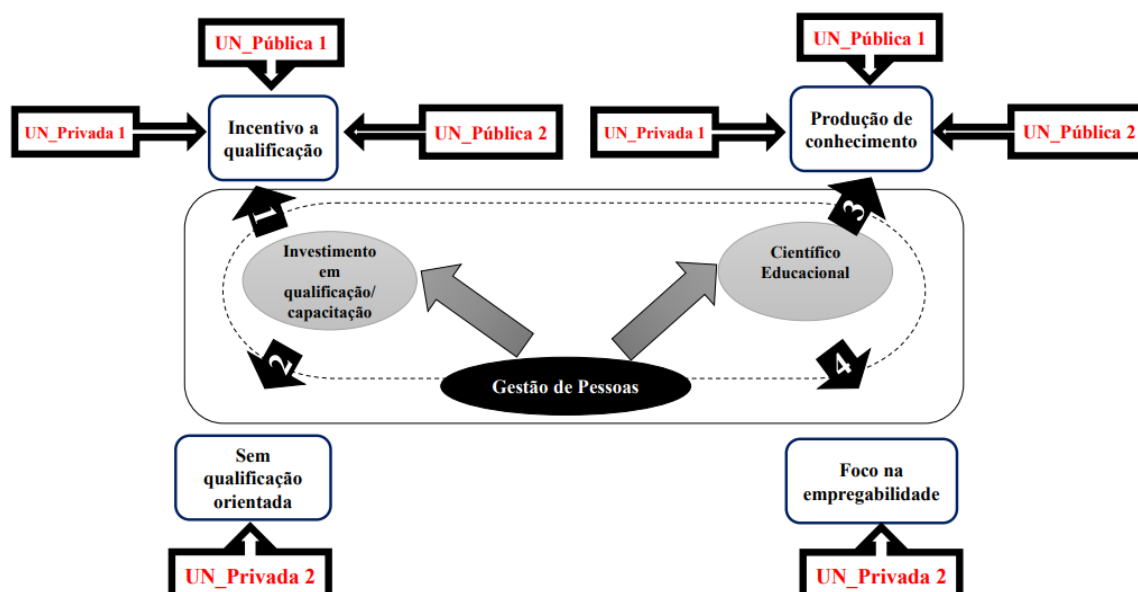 UN_Pública 1
UN_Pública 1
UN_Privada 1
Incentivo a
qualificação
UN_Pública 2
UN_Privada 1
Produção de
conhecimento
UN_Pública 2
1
3
Investimento
em
qualificação/
capacitação
Científico
Educacional
2
4
Gestão de Pessoas
Sem
qualificação
orientada
Foco na
empregabilidade
UN_Privada 2
UN_Privada 2